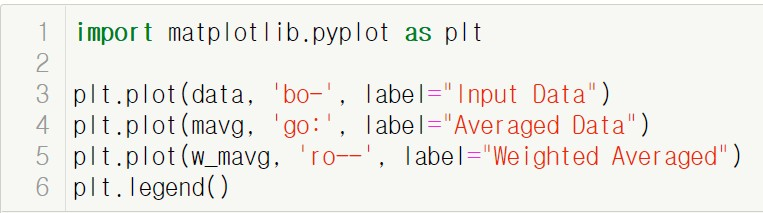 1 import matplotlib.pyplot as plt
2
3 plt.plot(data, 'bo-', label="Input Data")
4 plt.plot(mavg, 'go:', label="Averaged Data")
5 plt.plot(w_mavg, 'ro--', label="Weighted Averaged")
6 plt.legend()